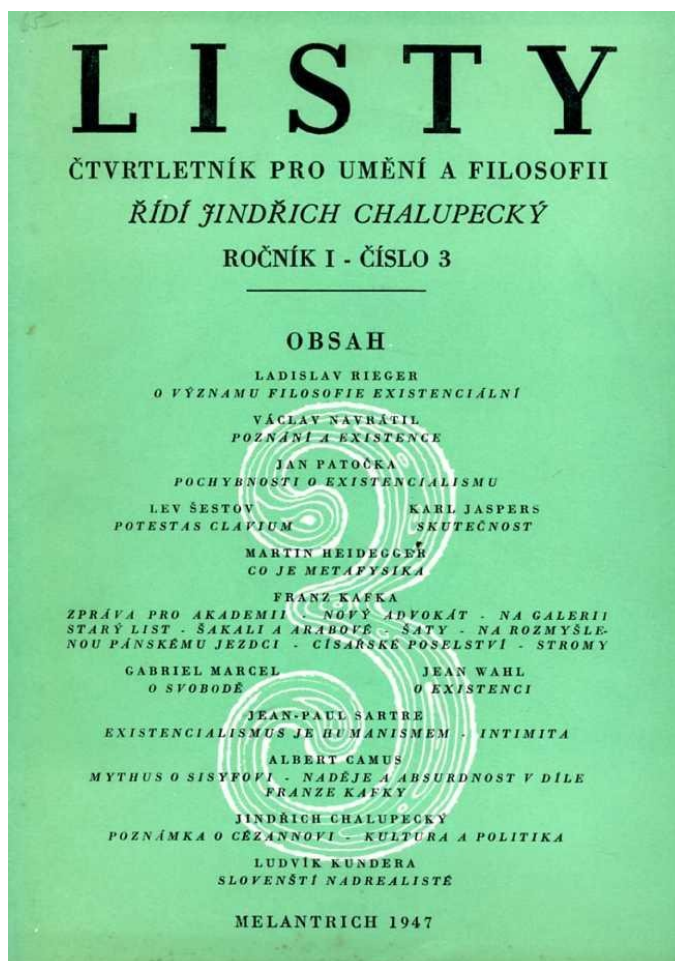 65
LISTY
ČTVRTLETNÍK PRO UMĚNÍ A FILOSOFII
ŘÍDÍ JINDŘICH CHALUPECKÝ
ROČNÍK I - ČÍSLO 3
OBSAH
LADISLAV RIEGER
O VÝZNAMU FILOSOFIE EXISTENCIÁLNÍ
VÁCLAV NAVRÁTIL
POZNÁNÍ A EXISTENCE
JAN PATOČKA
POCHYBNOSTI O EXISTENCIALISMU
LEV ŠESTOV
POTESTAS CLAVIUM
KARL JASPERS
SKUTEČNOST
MARTIN HEIDEGGER
CO JE METAFYSIKA
FRANZ KAFKA
ZPRÁVA PRO AKADEMII - NOVÝ ADVOKÁT - NA GALERII
STARÝ LIST - ŠAKALI A ARABOVÉ - ŠATY - NA ROZMYŠLE-
NOU PÁNSKÉMU JEZDCI - CÍSAŘSKÉ POSELSTVÍ - STROMY
GABRIEL MARCEL
O SVOBODĚ
JEAN WAHL
O EXISTENCI
JEAN-PAUL SARTRE
EXISTENCIALISMUS JE HUMANISMEM - INTIMITA
ALBERT CAMUS
MYTHUS O SISYFOVI - NADĚJE A ABSURDNOST V DÍLE
FRANZE KAFKY
JINDŘICH CHALUPECKÝ
POZNÁMKA O CÉZANNOVI - KULTURA A POLITIKA
LUDVÍK KUNDERA
SLOVENŠTÍ NADREALISTÉ
MELANTRICH 1947
3